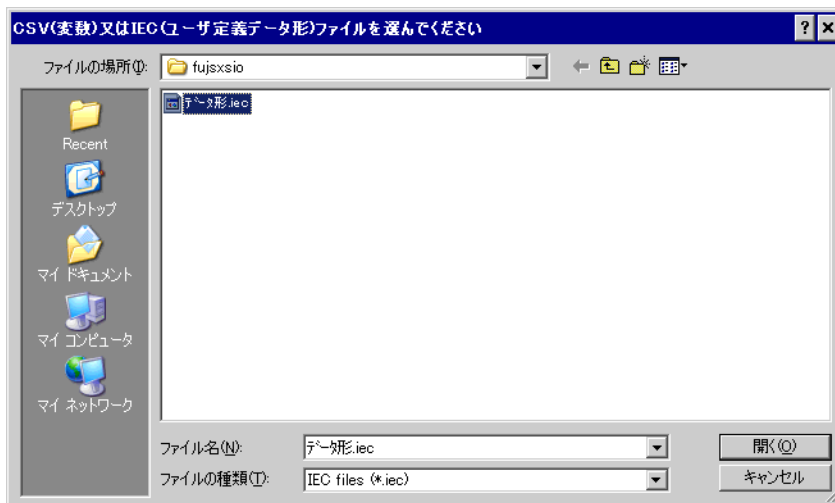 CSV(変数)又はIEC(ユーザ定義データ形)ファイルを選んでください
ファイルの場所(I):
fujsxsio
ﾃﾞｰﾀ形.iec
Recent
デスクトップ
マイ ドキュメント
マイ コンピュータ
マイ ネットワーク
ファイル名(N):
ﾃﾞｰﾀ形.iec
開く(O)
ファイルの種類(T):
IEC files (*.iec)
キャンセル